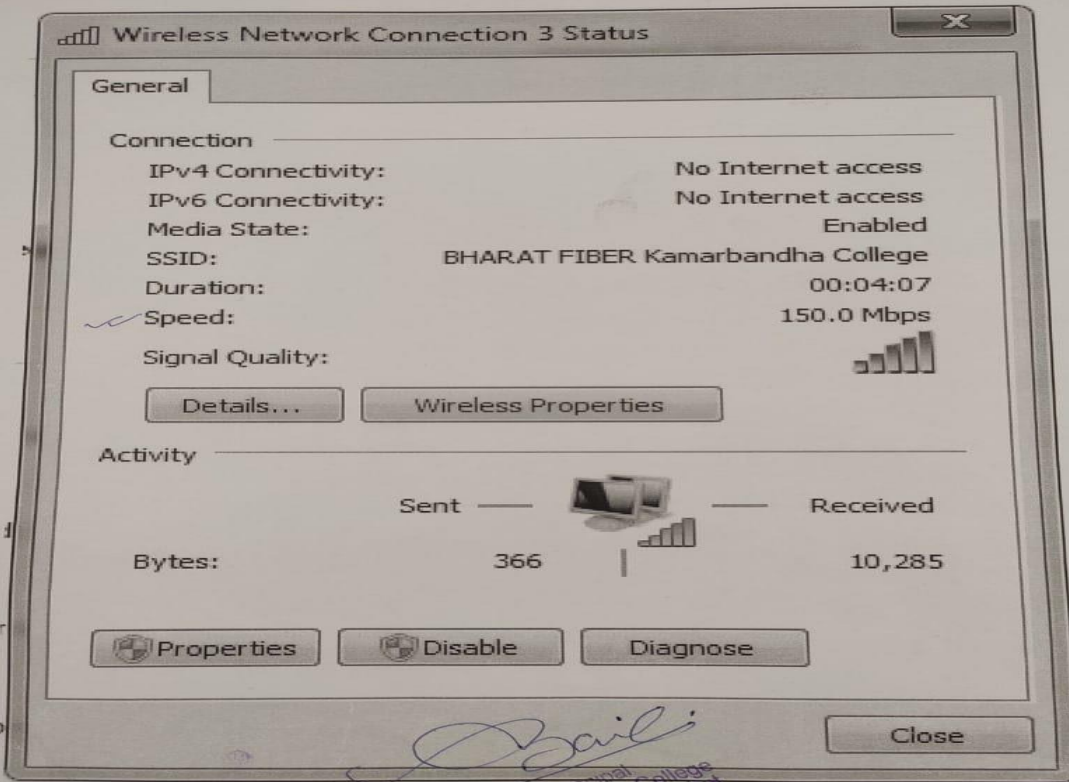 Wireless Network Connection 3 Status
General
Connection
IPv4 Connectivity: No Internet access
IPv6 Connectivity: No Internet access
Media State: Enabled
SSID: BHARAT FIBER Kamarbandha College
Duration: 00:04:07
Speed: 150.0 Mbps
Signal Quality:
Details... Wireless Properties
Activity
Sent Received
Bytes: 366 10,285
Properties Disable Diagnose
Close
College